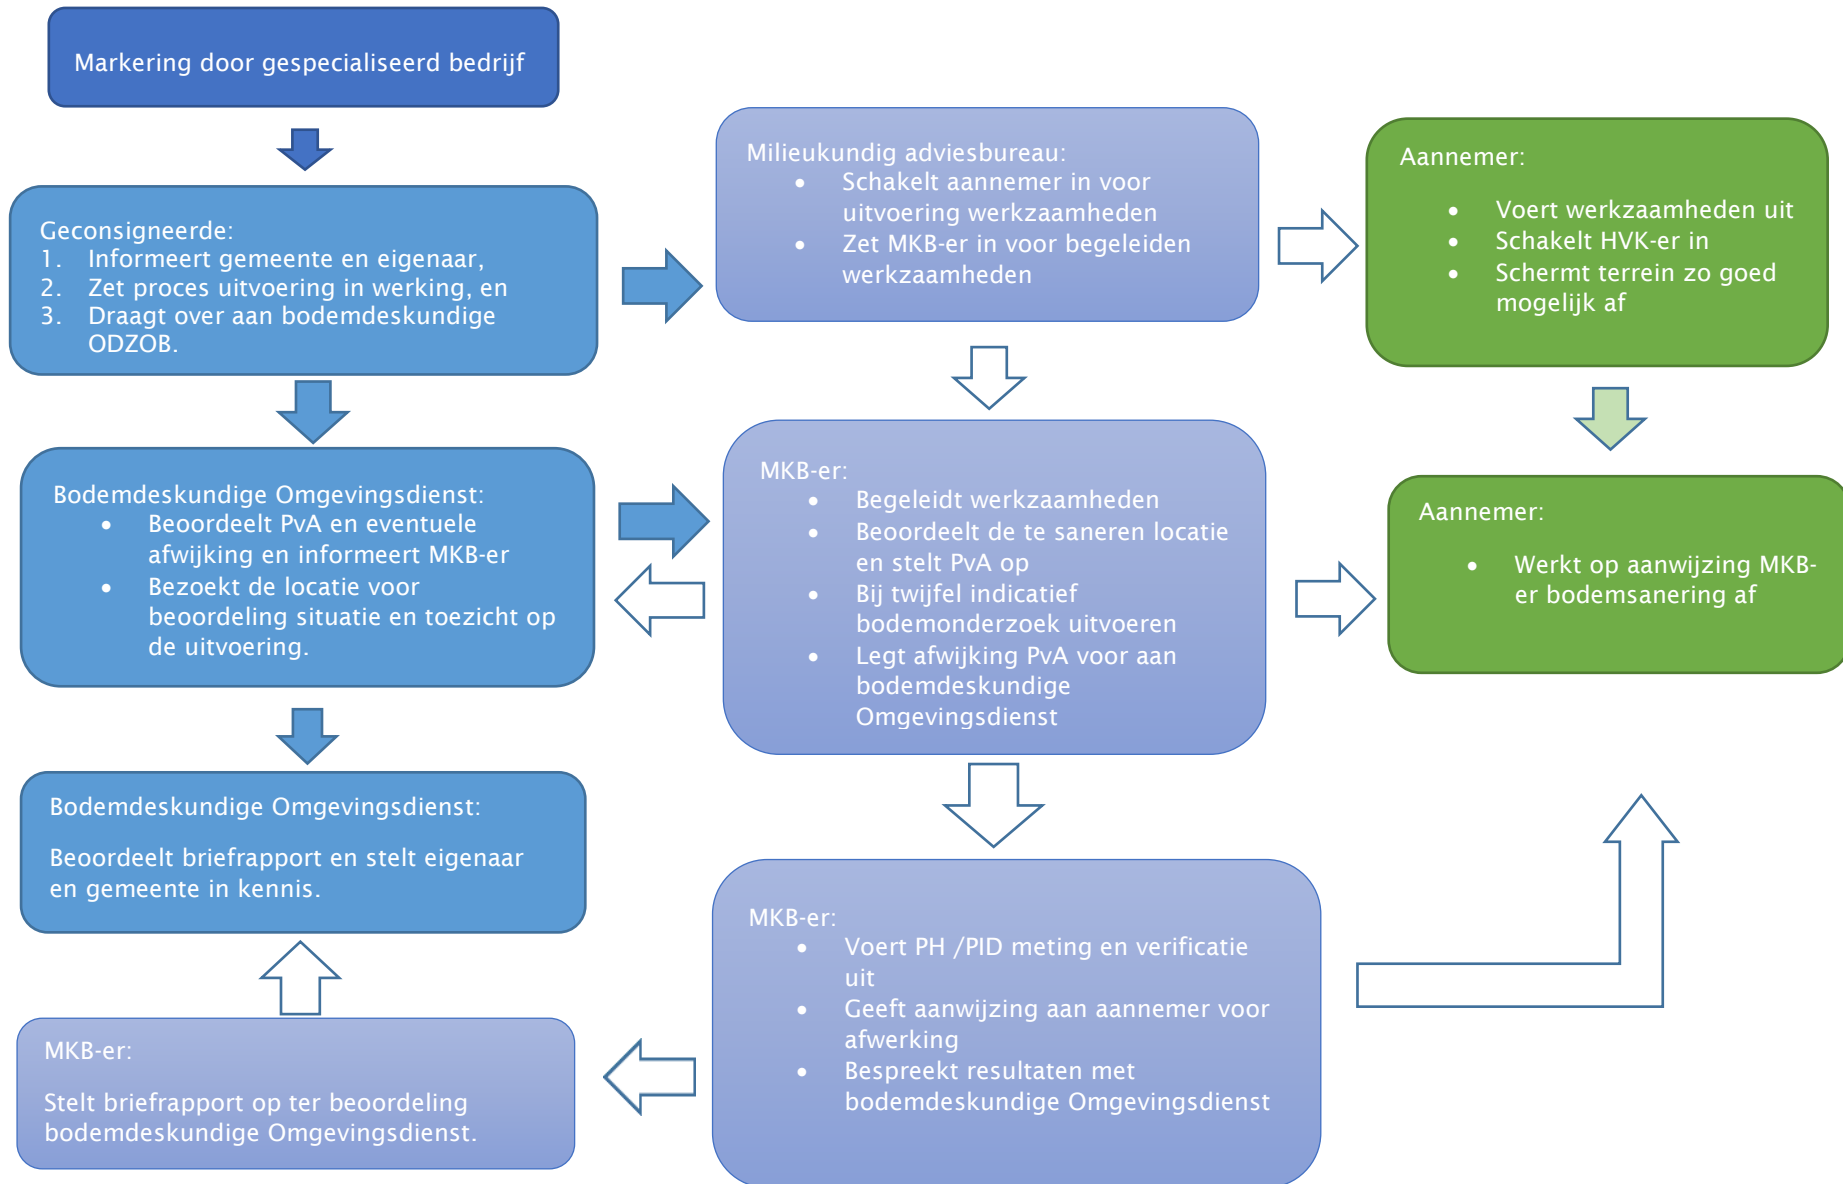 Markering door gespecialiseerd bedrijf
Geconsigneerde:
1. Informeert gemeente en eigenaar,
2. Zet proces uitvoering in werking, en
3. Draagt over aan bodemdeskundige
ODZOB.
Milieukundig adviesbureau:
• Schakelt aannemer in voor
uitvoering werkzaamheden
• Zet MKB-er in voor begeleiden
werkzaamheden
Aannemer:
• Voert werkzaamheden uit
• Schakelt HVK-er in
• Schermt terrein zo goed
mogelijk af
Bodemdeskundige Omgevingsdienst:
• Beoordeelt PvA en eventuele
afwijking en informeert MKB-er
• Bezoekt de locatie voor
beoordeling situatie en toezicht op
de uitvoering.
MKB-er:
• Begeleidt werkzaamheden
• Beoordeelt de te saneren locatie
en stelt PvA op
• Bij twijfel indicatief
bodemonderzoek uitvoeren
• Legt afwijking PvA voor aan
bodemdeskundige
Omgevingsdienst
Aannemer:
• Werkt op aanwijzing MKB-
er bodemsanering af
Bodemdeskundige Omgevingsdienst:
Beoordeelt briefrapport en stelt eigenaar
en gemeente in kennis.
MKB-er:
• Voert PH /PID meting en verificatie
uit
• Geeft aanwijzing aan aannemer voor
afwerking
• Bespreekt resultaten met
bodemdeskundige Omgevingsdienst
MKB-er:
Stelt briefrapport op ter beoordeling
bodemdeskundige Omgevingsdienst.